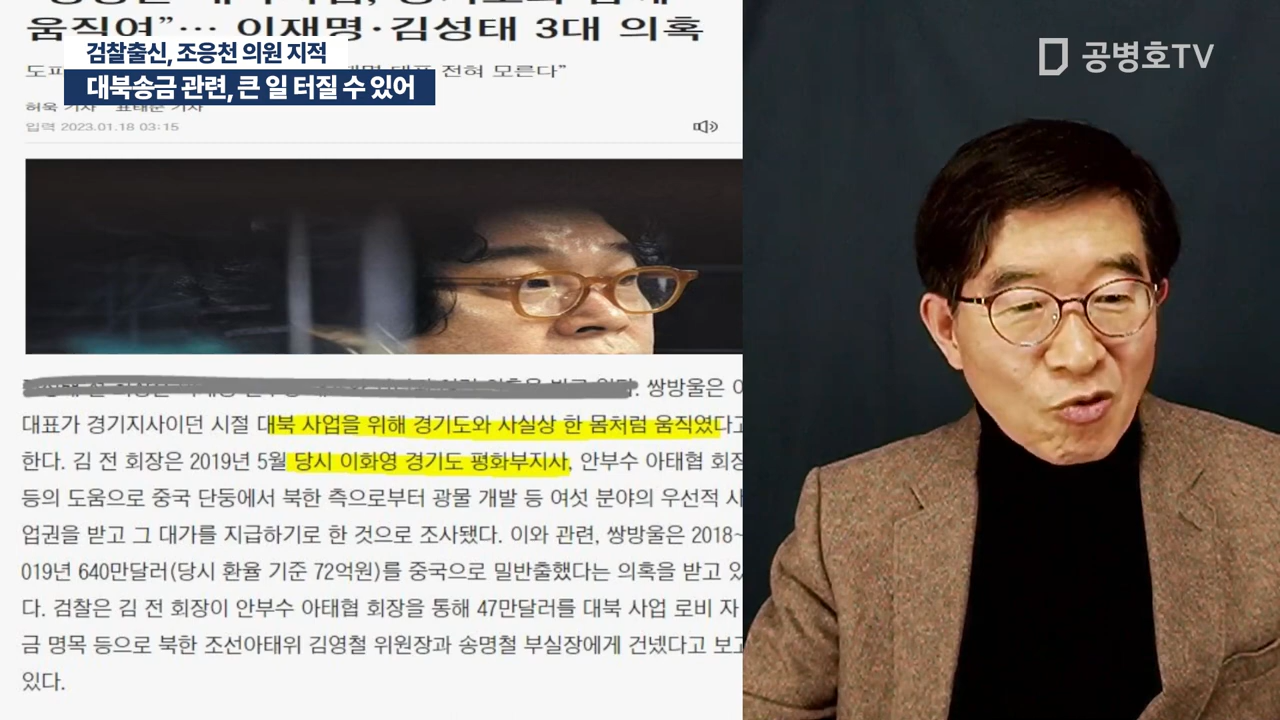 움직여”… 이재명·김성태 3대 의혹
검찰출신, 조응천 의원 지적
대북송금 관련, 큰 일 터질 수 있어
공병호TV
전혀 모른다”
입력 2023.01.18 03:15
쌍방울은 이
대표가 경기지사이던 시절 대북 사업을 위해 경기도와 사실상 한 몸처럼 움직였다고
한다. 김 전 회장은 2019년 5월 당시 이화영 경기도 평화부지사, 안부수 아태협 회장
등의 도움으로 중국 단둥에서 북한 측으로부터 광물 개발 등 여섯 분야의 우선적 사
업권을 받고 그 대가를 지급하기로 한 것으로 조사됐다. 이와 관련, 쌍방울은 2018~
019년 640만달러(당시 환율 기준 72억원)를 중국으로 밀반출했다는 의혹을 받고 있
다. 검찰은 김 전 회장이 안부수 아태협 회장을 통해 47만달러를 대북 사업 로비 자
금 명목 등으로 북한 조선아태위 김영철 위원장과 송명철 부실장에게 건넸다고 보고
있다.